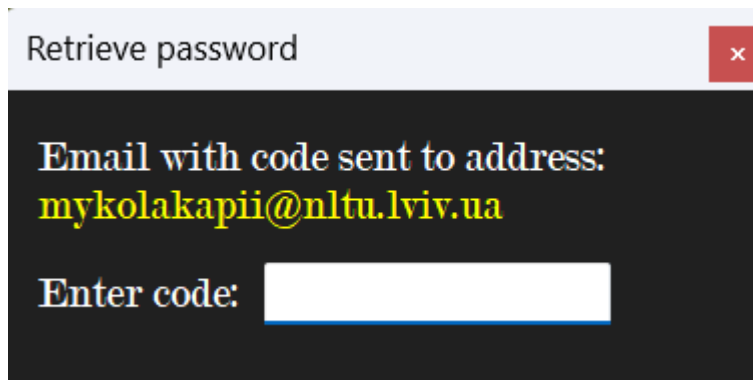 Retrieve password
Email with code sent to address:
mykolakapii@nltu.lviv.ua
Enter code: